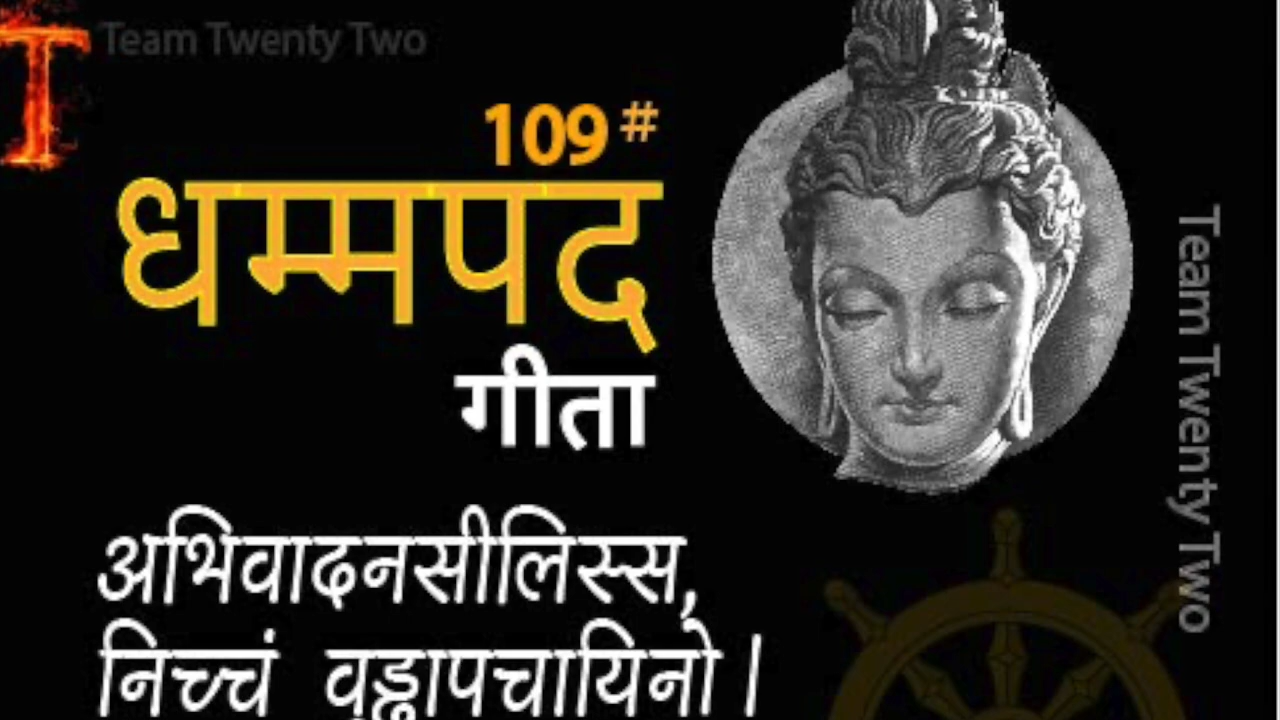 T Team Twenty Two
109 #
धम्मपद
गीता
अभिवादनसीलिस्स,
निच्चं वुड्ढापचायिनो।
Team Twenty Two